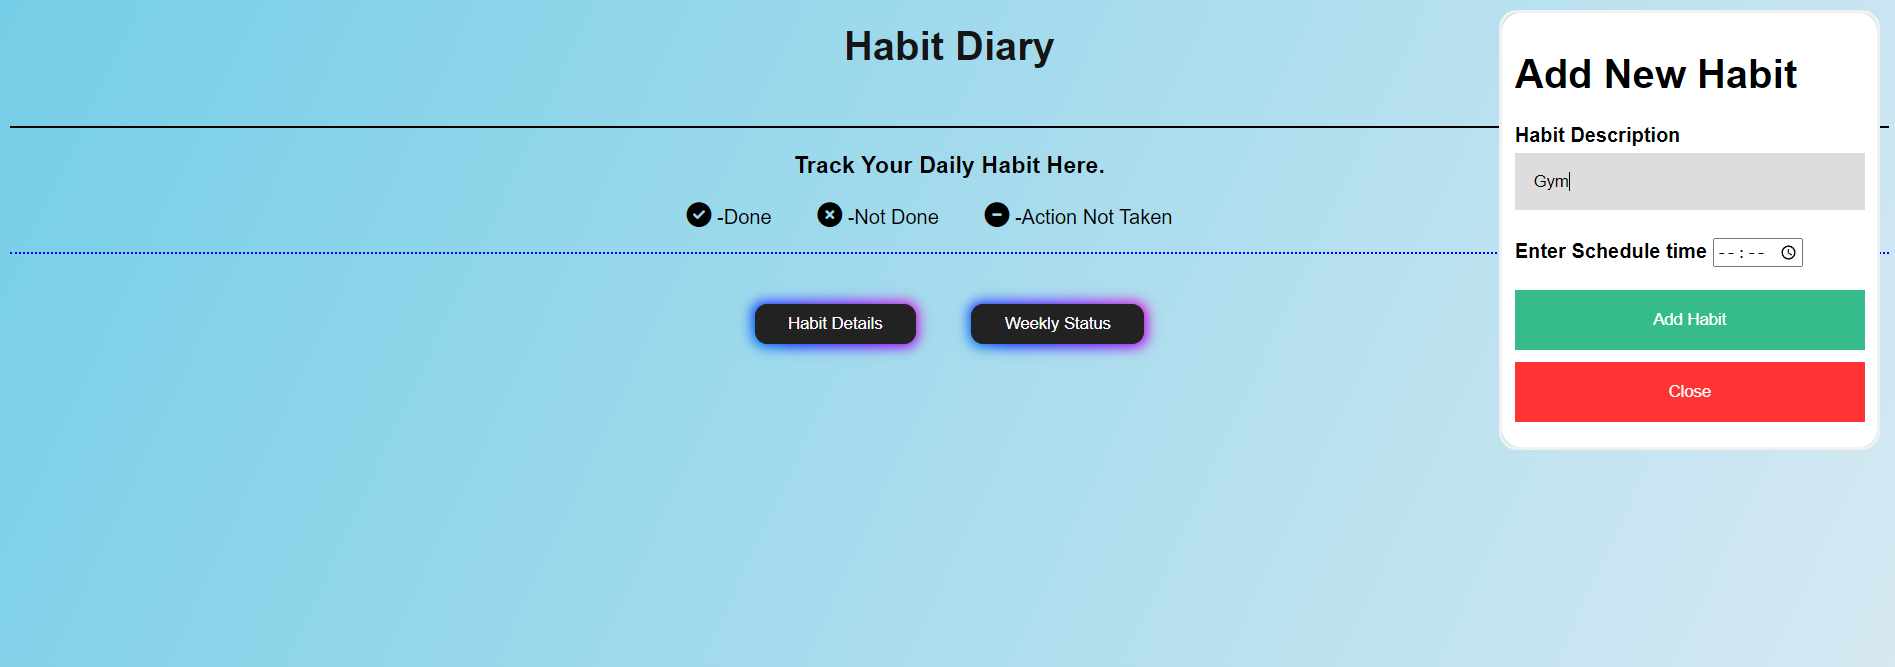 Habit Diary
Track Your Daily Habit Here.
-Done -Not Done -Action Not Taken
Habit Details
Weekly Status
Add New Habit
Habit Description
Gym
Enter Schedule time --:--
Add Habit
Close